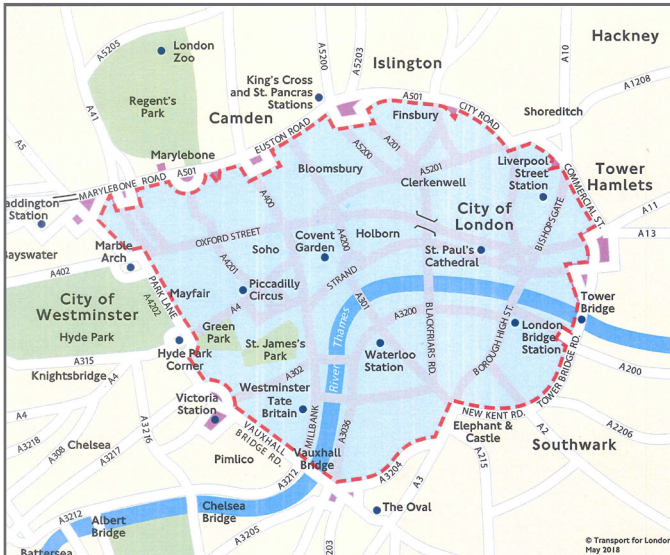 Hackney
A10
A5205
London
Zoo
A5200
A5203
Islington
A1208
King's Cross
and St. Pancras
Stations
A501
Regent's
Park
A41
Camden
Finsbury
CITY ROAD
Shoreditch
EUSTON ROAD
A201
A5200
A5
Marylebone
A501
MARYLEBONE ROAD
Bloomsbury
A5201
Clerkenwell
Liverpool
Street
Station
COMMERCIAL ST.
Tower
Hamlets
addington
Station
A400
City of
London
BISHOPSGATE
A11
A13
OXFORD STREET
Soho
Covent
Garden
A4200
Holborn
St. Paul's
Cathedral
Bayswater
Marble
Arch
A402
A4201
STRAND
PARK LANE
A4202
Mayfair
Piccadilly
Circus
A4
A301
City of
Westminster
Hyde Park
Green
Park
St. James's
Park
River Thames
A3200
BLACKFRIARS RD.
BOROUGH HIGH ST.
Tower
Bridge
London
Bridge
Station
TOWER BRIDGE RD.
A200
A315
Hyde Park
Corner
Waterloo
Station
Knightsbridge
A4
A302
Westminster
Tate
Britain
Victoria
Station
MILLBANK
A3036
NEW KENT RD.
Elephant &
Castle
A2206
A2
A4
A3218
A308
Chelsea
A3217
A3216
VAUXHALL
BRIDGE RD.
Pimlico
Vauxhall
Bridge
A3212
A3204
A3
A215
Southwark
A3212
Albert
Bridge
Chelsea
Bridge
A3205
The Oval
Battersea
203
© Transport for London
May 2018